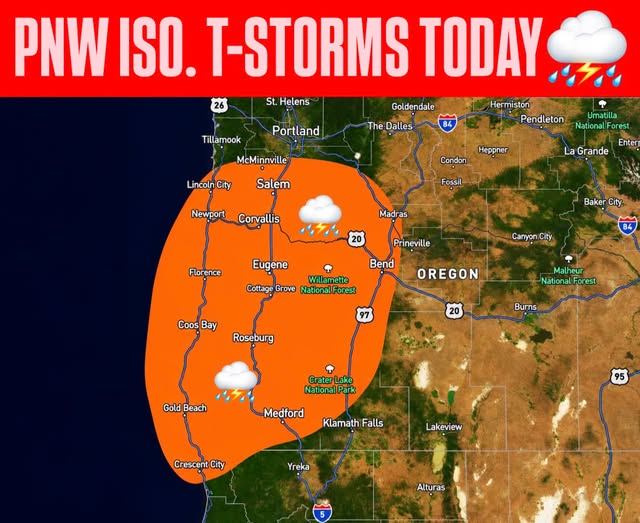 PNW ISO. T-STORMS TODAY
26
St. Helens
Goldendale
Hermiston
Umatilla
National Forest
84
Pendleton
Portland
The Dalles
Tillamook
Heppner
La Grande
Enter
McMinnville
Condon
Lincoln City
Salem
Fossil
Baker City
Newport
Corvallis
Madras
84
20
Prineville
Canyon City
Eugene
Bend
OREGON
Malheur
National Forest
Florence
Willamette
National Forest
Cottage Grove
97
20
Burns
Coos Bay
Roseburg
95
Crater Lake
National Park
Gold Beach
Medford
Klamath Falls
Lakeview
Crescent City
Yreka
Alturas
5